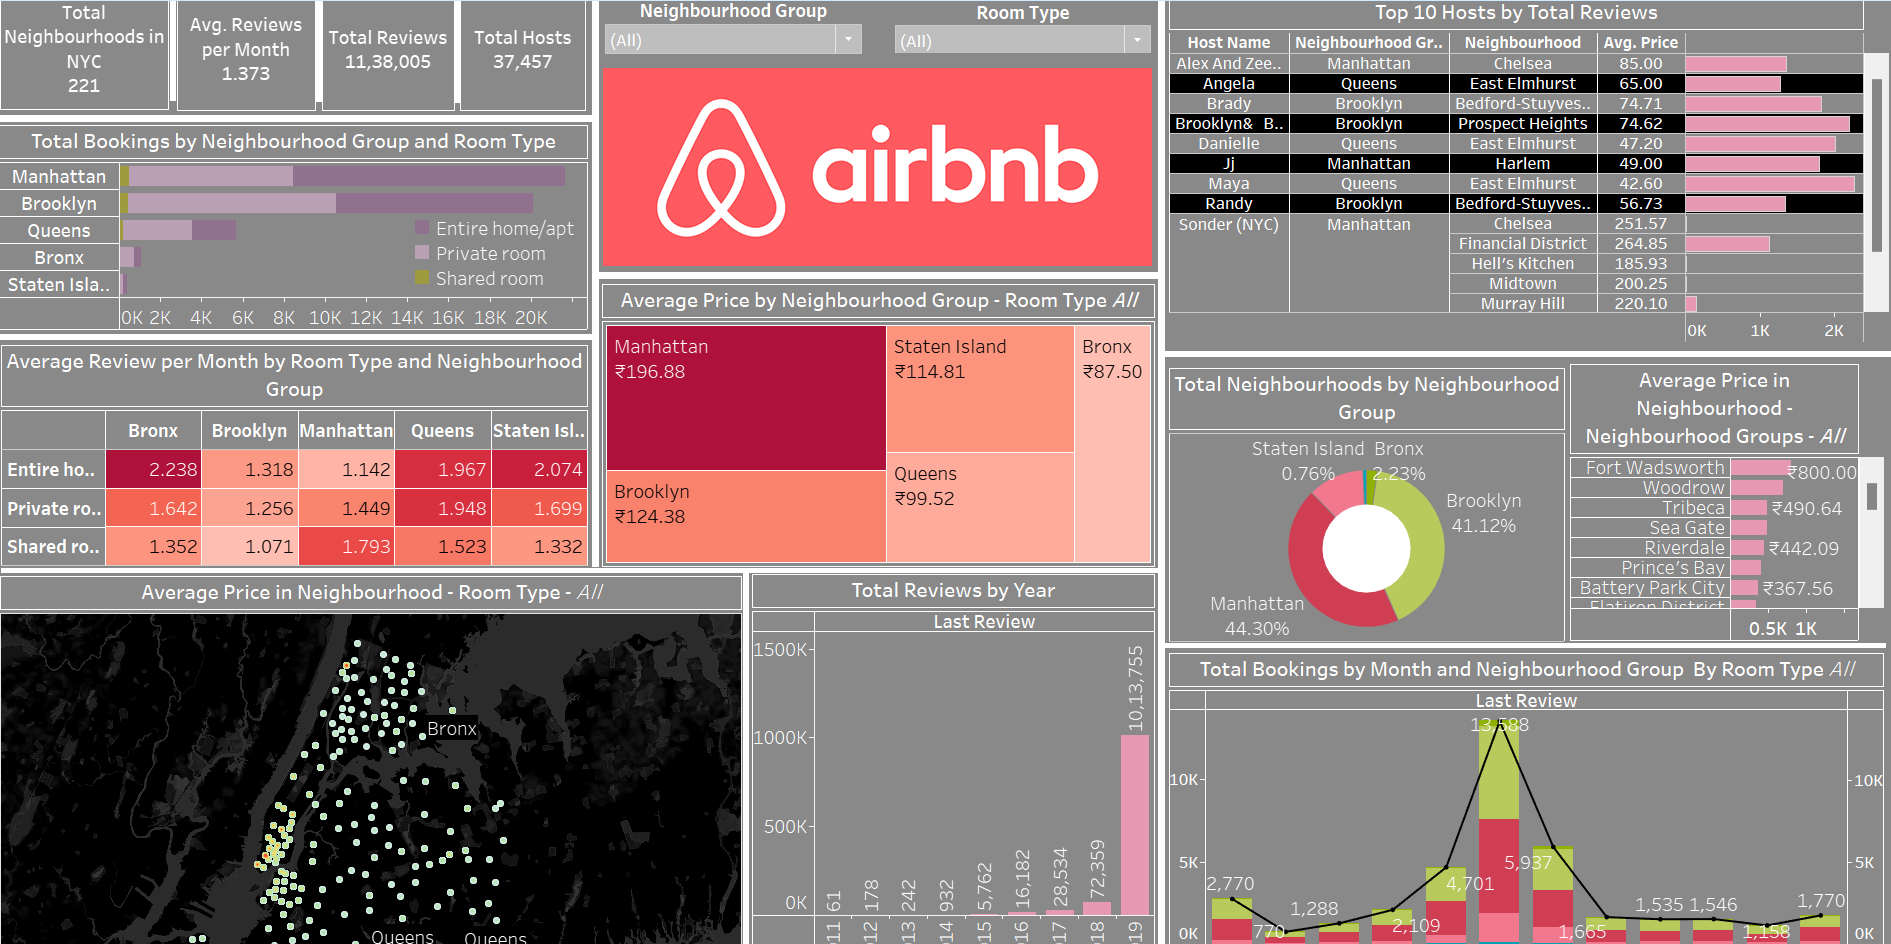 Total
Neighbourhoods in
NYC
221
Avg. Reviews
per Month
1.373
Total Reviews
11,38,005
Total Hosts
37,457
Neighbourhood Group
(All)
Room Type
(All)
airbnb
Total Bookings by Neighbourhood Group and Room Type
Manhattan
Brooklyn
Queens
Bronx
Staten Isla..
Entire home/apt
Private room
Shared room
0K 2K 4K 6K 8K 10K 12K 14K 16K 18K 20K
Average Review per Month by Room Type and Neighbourhood
Group
Bronx Brooklyn Manhattan Queens Staten Isl..
Entire ho.. 2.238 1.318 1.142 1.967 2.074
Private ro.. 1.642 1.256 1.449 1.948 1.699
Shared ro.. 1.352 1.071 1.793 1.523 1.332
Average Price by Neighbourhood Group - Room Type All
Manhattan
₹196.88
Staten Island
₹114.81
Bronx
₹87.50
Brooklyn
₹124.38
Queens
₹99.52
Top 10 Hosts by Total Reviews
Host Name Neighbourhood Gr.. Neighbourhood Avg. Price
Alex And Zee.. Manhattan Chelsea 85.00
Angela Queens East Elmhurst 65.00
Brady Brooklyn Bedford-Stuyves.. 74.71
Brooklyn& B.. Brooklyn Prospect Heights 74.62
Danielle Queens East Elmhurst 47.20
Jj Manhattan Harlem 49.00
Maya Queens East Elmhurst 42.60
Randy Brooklyn Bedford-Stuyves.. 56.73
Sonder (NYC) Manhattan Chelsea 251.57
Financial District 264.85
Hell's Kitchen 185.93
Midtown 200.25
Murray Hill 220.10
0K 1K 2K
Total Neighbourhoods by Neighbourhood
Group
Staten Island
0.76%
Bronx
2.23%
Brooklyn
41.12%
Manhattan
44.30%
Average Price in
Neighbourhood -
Neighbourhood Groups - All
Fort Wadsworth ₹800.00
Woodrow
Tribeca ₹490.64
Sea Gate
Riverdale ₹442.09
Prince's Bay
Battery Park City ₹367.56
Flatiron District
0.5K 1K
Average Price in Neighbourhood - Room Type - All
Bronx
Queens
Queens
Total Reviews by Year
Last Review
1500K
1000K
500K
0K
61
178
242
932
5,762
16,182
28,534
72,359
10,13,755
11 12 13 14 15 16 17 18 19
Total Bookings by Month and Neighbourhood Group By Room Type All
Last Review
10K
5K
0K
2,770
770
1,288
2,109
4,701
13,588
5,937
1,665
1,535
1,546
1,158
1,770
10K
5K
0K